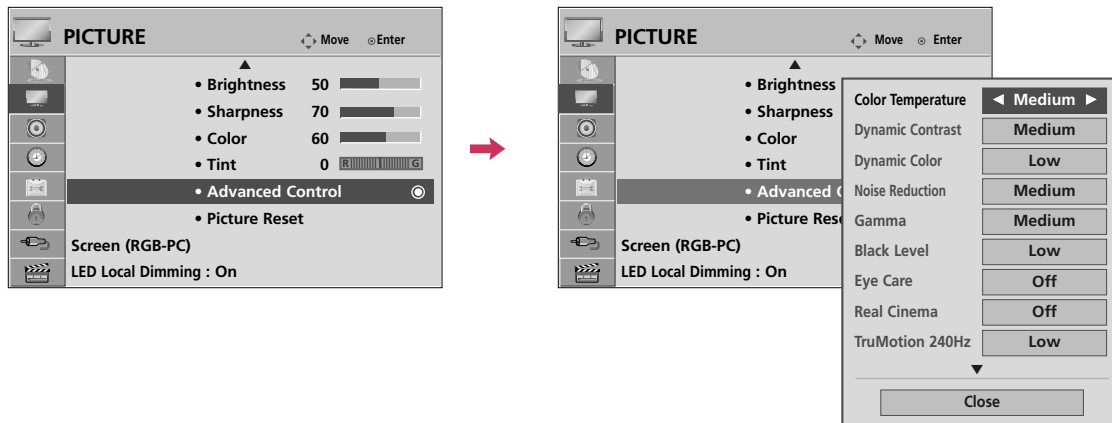 PICTURE
Move
Enter
• Brightness 50
• Sharpness 70
• Color 60
• Tint 0 R G
• Advanced Control
• Picture Reset
Screen (RGB-PC)
LED Local Dimming : On
PICTURE
Move
Enter
• Brightness
• Sharpness
• Color
• Tint
• Advanced C
• Picture Res
Screen (RGB-PC)
LED Local Dimming : On
Color Temperature ◀ Medium ▶
Dynamic Contrast Medium
Dynamic Color Low
Noise Reduction Medium
Gamma Medium
Black Level Low
Eye Care Off
Real Cinema Off
TruMotion 240Hz Low
Close